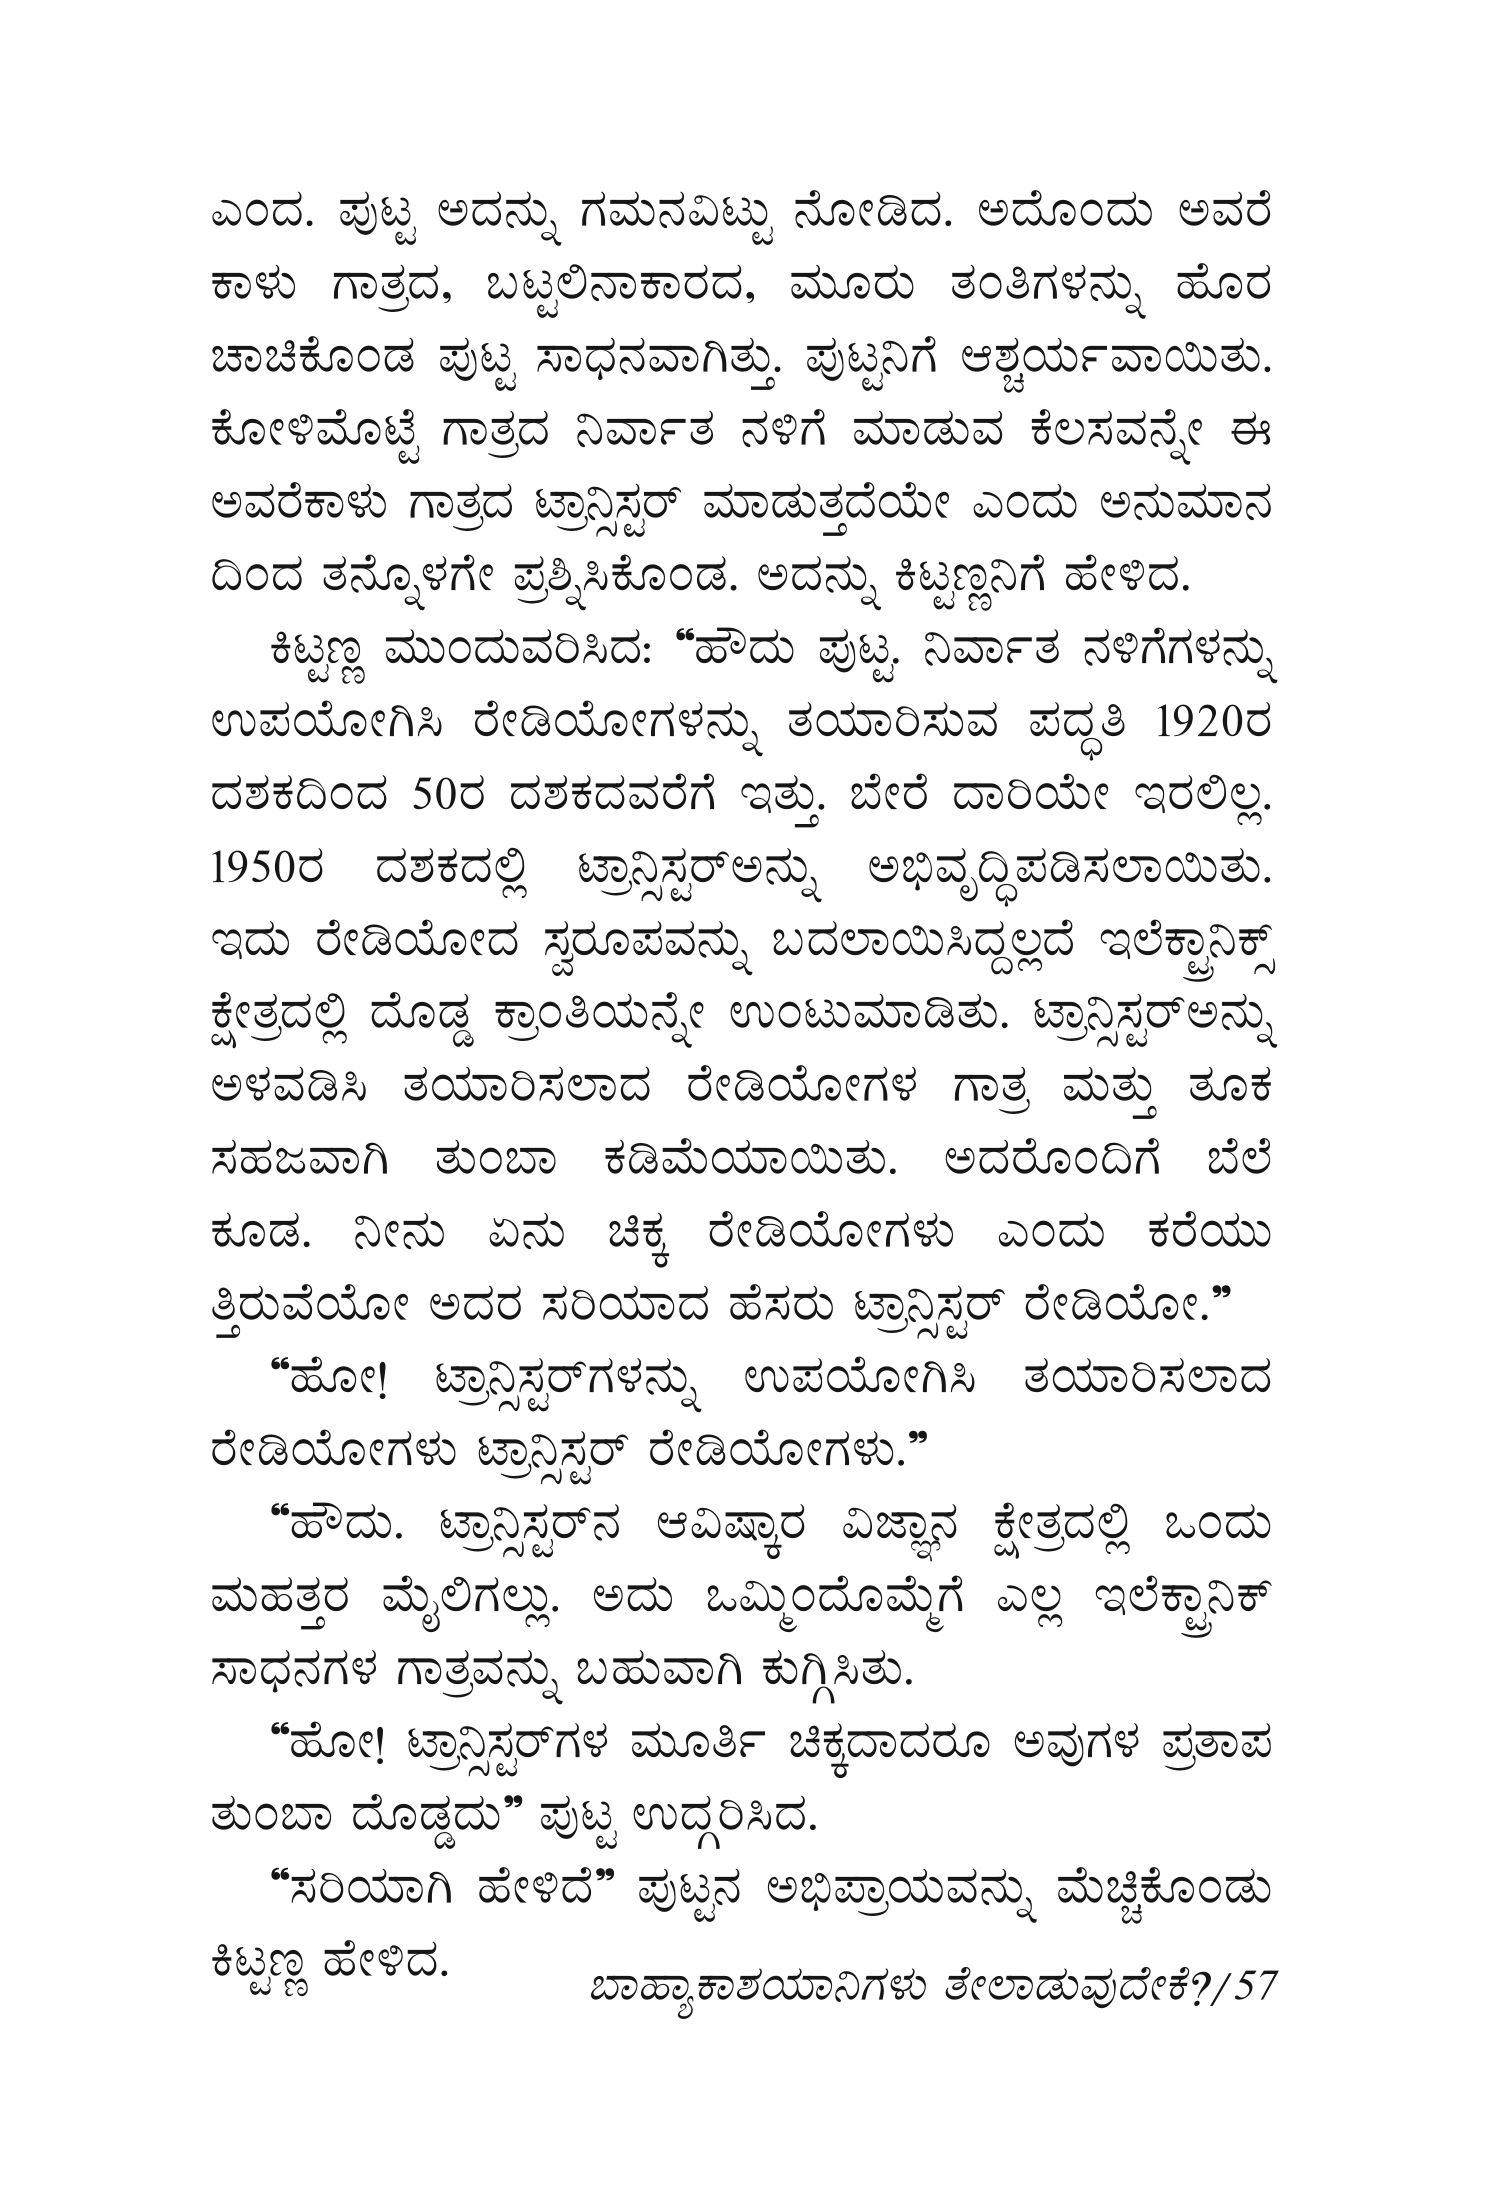 ಎಂದ. ಪುಟ್ಟ ಅದನ್ನು ಗಮನವಿಟ್ಟು ನೋಡಿದ. ಅದೊಂದು ಅವರೆ
ಕಾಳು ಗಾತ್ರದ, ಬಟ್ಟಲಿನಾಕಾರದ, ಮೂರು ತಂತಿಗಳನ್ನು ಹೊರ
ಚಾಚಿಕೊಂಡ ಪುಟ್ಟ ಸಾಧನವಾಗಿತ್ತು. ಪುಟ್ಟನಿಗೆ ಆಶ್ಚರ್ಯವಾಯಿತು.
ಕೋಳಿಮೊಟ್ಟೆ ಗಾತ್ರದ ನಿರ್ವಾತ ನಳಿಗೆ ಮಾಡುವ ಕೆಲಸವನ್ನೇ ಈ
ಅವರೆಕಾಳು ಗಾತ್ರದ ಟ್ರಾನ್ಸಿಸ್ಟರ್ ಮಾಡುತ್ತದೆಯೇ ಎಂದು ಅನುಮಾನ
ದಿಂದ ತನ್ನೊಳಗೇ ಪ್ರಶ್ನಿಸಿಕೊಂಡ. ಅದನ್ನು ಕಿಟ್ಟಣ್ಣನಿಗೆ ಹೇಳಿದ.
ಕಿಟ್ಟಣ್ಣ ಮುಂದುವರಿಸಿದ: “ಹೌದು ಪುಟ್ಟ. ನಿರ್ವಾತ ನಳಿಗೆಗಳನ್ನು
ಉಪಯೋಗಿಸಿ ರೇಡಿಯೋಗಳನ್ನು ತಯಾರಿಸುವ ಪದ್ಧತಿ 1920ರ
ದಶಕದಿಂದ 50ರ ದಶಕದವರೆಗೆ ಇತ್ತು. ಬೇರೆ ದಾರಿಯೇ ಇರಲಿಲ್ಲ.
1950ರ ದಶಕದಲ್ಲಿ ಟ್ರಾನ್ಸಿಸ್ಟರ್‌ಅನ್ನು ಅಭಿವೃದ್ಧಿಪಡಿಸಲಾಯಿತು.
ಇದು ರೇಡಿಯೋದ ಸ್ವರೂಪವನ್ನು ಬದಲಾಯಿಸಿದ್ದಲ್ಲದೆ ಇಲೆಕ್ಟ್ರಾನಿಕ್ಸ್
ಕ್ಷೇತ್ರದಲ್ಲಿ ದೊಡ್ಡ ಕ್ರಾಂತಿಯನ್ನೇ ಉಂಟುಮಾಡಿತು. ಟ್ರಾನ್ಸಿಸ್ಟರ್‌ಅನ್ನು
ಅಳವಡಿಸಿ ತಯಾರಿಸಲಾದ ರೇಡಿಯೋಗಳ ಗಾತ್ರ ಮತ್ತು ತೂಕ
ಸಹಜವಾಗಿ ತುಂಬಾ ಕಡಿಮೆಯಾಯಿತು. ಅದರೊಂದಿಗೆ ಬೆಲೆ
ಕೂಡ. ನೀನು ಏನು ಚಿಕ್ಕ ರೇಡಿಯೋಗಳು ಎಂದು ಕರೆಯು
ತ್ತಿರುವೆಯೋ ಅದರ ಸರಿಯಾದ ಹೆಸರು ಟ್ರಾನ್ಸಿಸ್ಟರ್ ರೇಡಿಯೋ.”
“ಹೋ! ಟ್ರಾನ್ಸಿಸ್ಟರ್‌ಗಳನ್ನು ಉಪಯೋಗಿಸಿ ತಯಾರಿಸಲಾದ
ರೇಡಿಯೋಗಳು ಟ್ರಾನ್ಸಿಸ್ಟರ್ ರೇಡಿಯೋಗಳು.”
“ಹೌದು. ಟ್ರಾನ್ಸಿಸ್ಟರ್‌ನ ಆವಿಷ್ಕಾರ ವಿಜ್ಞಾನ ಕ್ಷೇತ್ರದಲ್ಲಿ ಒಂದು
ಮಹತ್ತರ ಮೈಲಿಗಲ್ಲು. ಅದು ಒಮ್ಮಿಂದೊಮ್ಮೆಗೆ ಎಲ್ಲ ಇಲೆಕ್ಟ್ರಾನಿಕ್
ಸಾಧನಗಳ ಗಾತ್ರವನ್ನು ಬಹುವಾಗಿ ಕುಗ್ಗಿಸಿತು.
“ಹೋ! ಟ್ರಾನ್ಸಿಸ್ಟರ್‌ಗಳ ಮೂರ್ತಿ ಚಿಕ್ಕದಾದರೂ ಅವುಗಳ ಪ್ರತಾಪ
ತುಂಬಾ ದೊಡ್ಡದು” ಪುಟ್ಟ ಉದ್ಗರಿಸಿದ.
“ಸರಿಯಾಗಿ ಹೇಳಿದೆ” ಪುಟ್ಟನ ಅಭಿಪ್ರಾಯವನ್ನು ಮೆಚ್ಚಿಕೊಂಡು
ಕಿಟ್ಟಣ್ಣ ಹೇಳಿದ.
ಬಾಹ್ಯಾಕಾಶಯಾನಿಗಳು ತೇಲಾಡುವುದೇಕೆ?/57